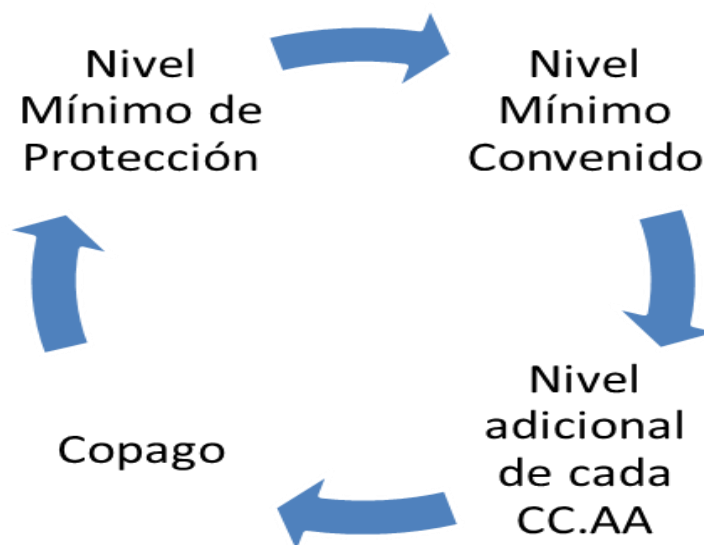 Nivel
Mínimo de
Protección
Nivel
Mínimo
Convenido
Nivel
adicional
de cada
CC.AA
Copago